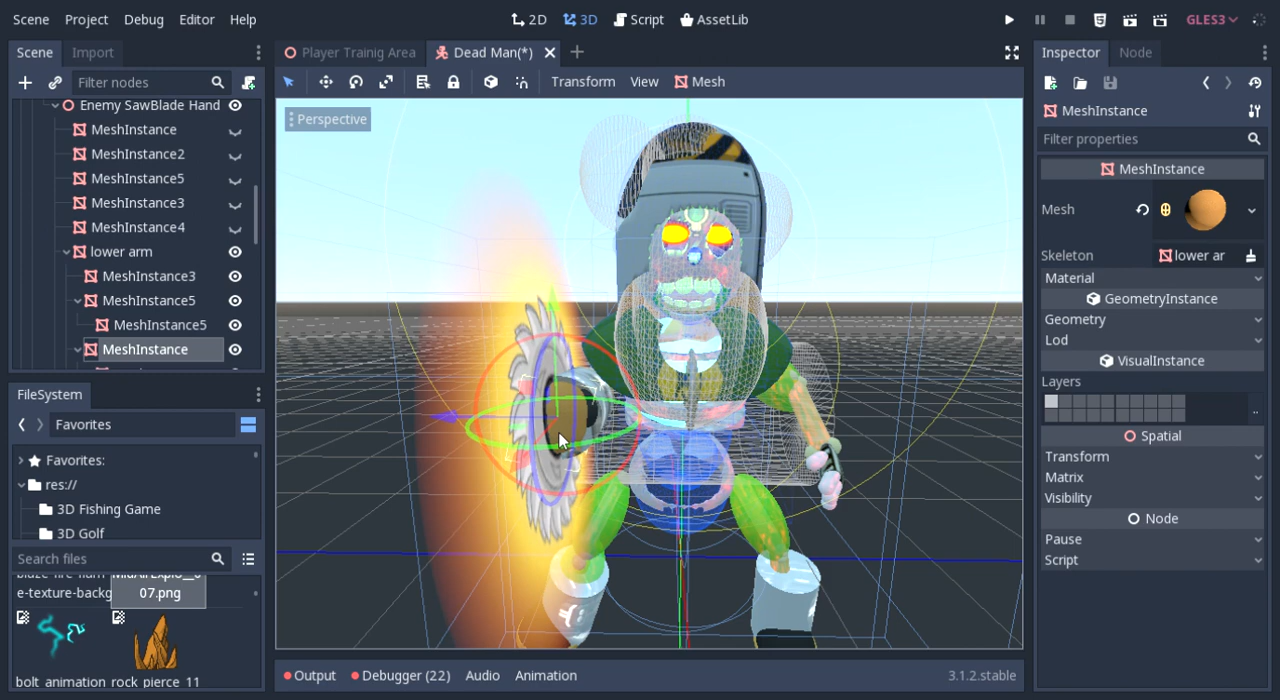 Scene Project Debug Editor Help
2D 3D Script AssetLib
GLES3
Scene Import
Filter nodes
Enemy SawBlade Hand
MeshInstance
MeshInstance2
MeshInstance5
MeshInstance3
MeshInstance4
lower arm
MeshInstance3
MeshInstance5
MeshInstance5
MeshInstance
FileSystem
Favorites
Favorites:
res://
3D Fishing Game
3D Golf
Search files
e-texture-backg
07.png
bolt_animation rock_pierce_11
Player Trainig Area Dead Man(*)
Transform View Mesh
Perspective
Output Debugger (22) Audio Animation 3.1.2.stable
Inspector Node
MeshInstance
Filter properties
MeshInstance
Mesh
Skeleton lower ar
Material
GeometryInstance
Geometry
Lod
VisualInstance
Layers
..
Spatial
Transform
Matrix
Visibility
Node
Pause
Script